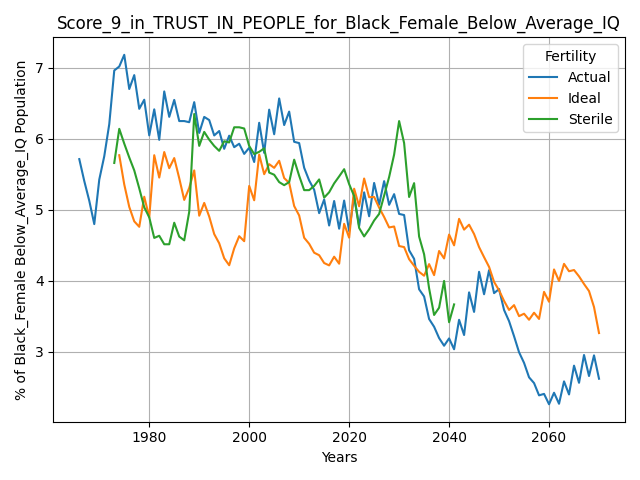 Score_9_in_TRUST_IN_PEOPLE_for_Black_Female_Below_Average_IQ
% of Black_Female Below_Average_IQ Population
7
6
5
4
3
Fertility
Actual
Ideal
Sterile
1980 2000 2020 2040 2060
Years